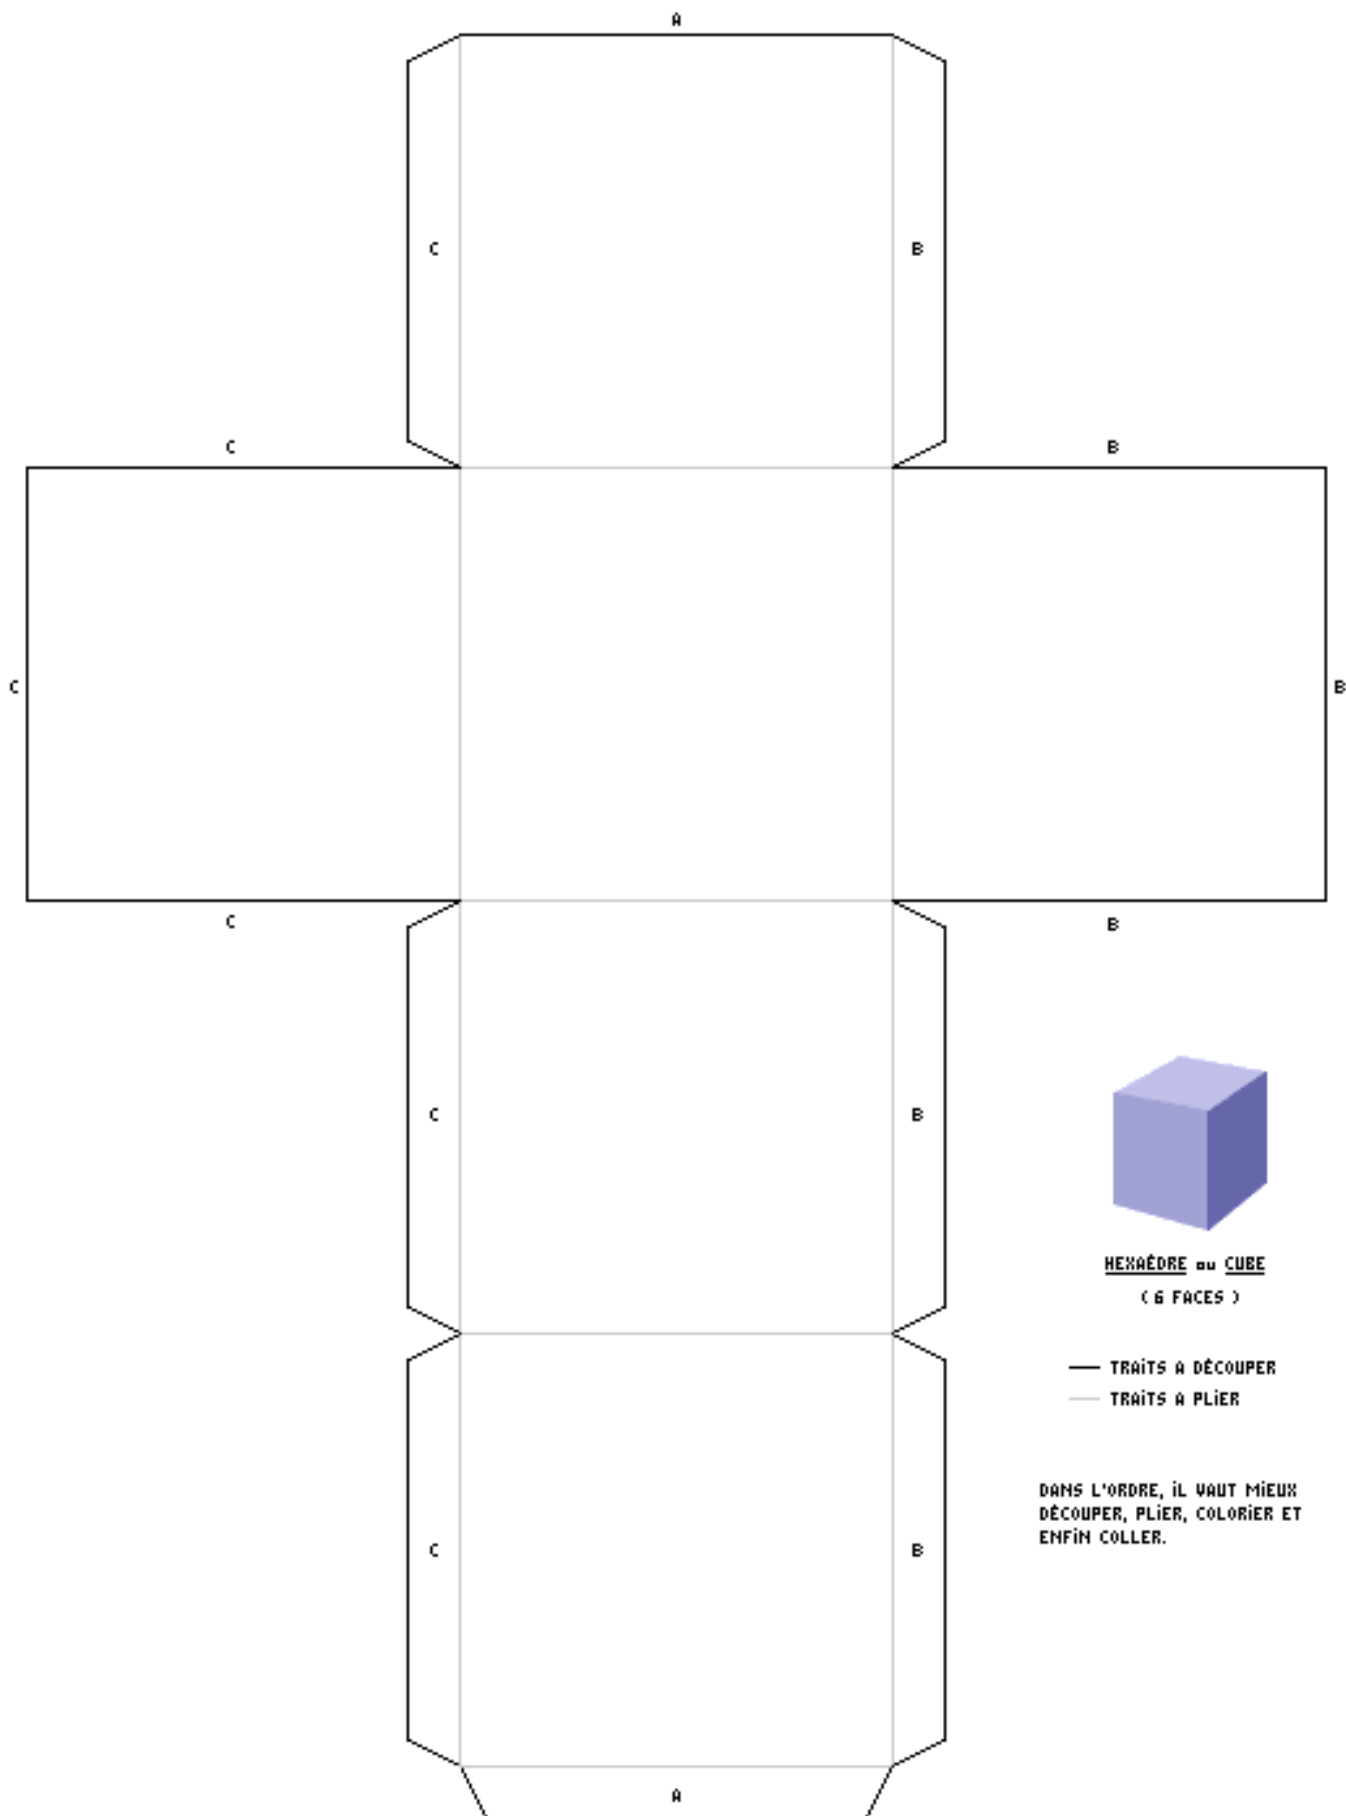 A
C
B
C
B
C
B
C
B
C
B
HEXAÉDRE ou CUBE
( 6 FACES )
TRAiTS A DÉCOUPER
TRAiTS A PLiER
DANS L'ORDRE, iL VAUT MiEUX
DÉCOUPER, PLiER, COLORiER ET
ENFiN COLLER.
C
B
A